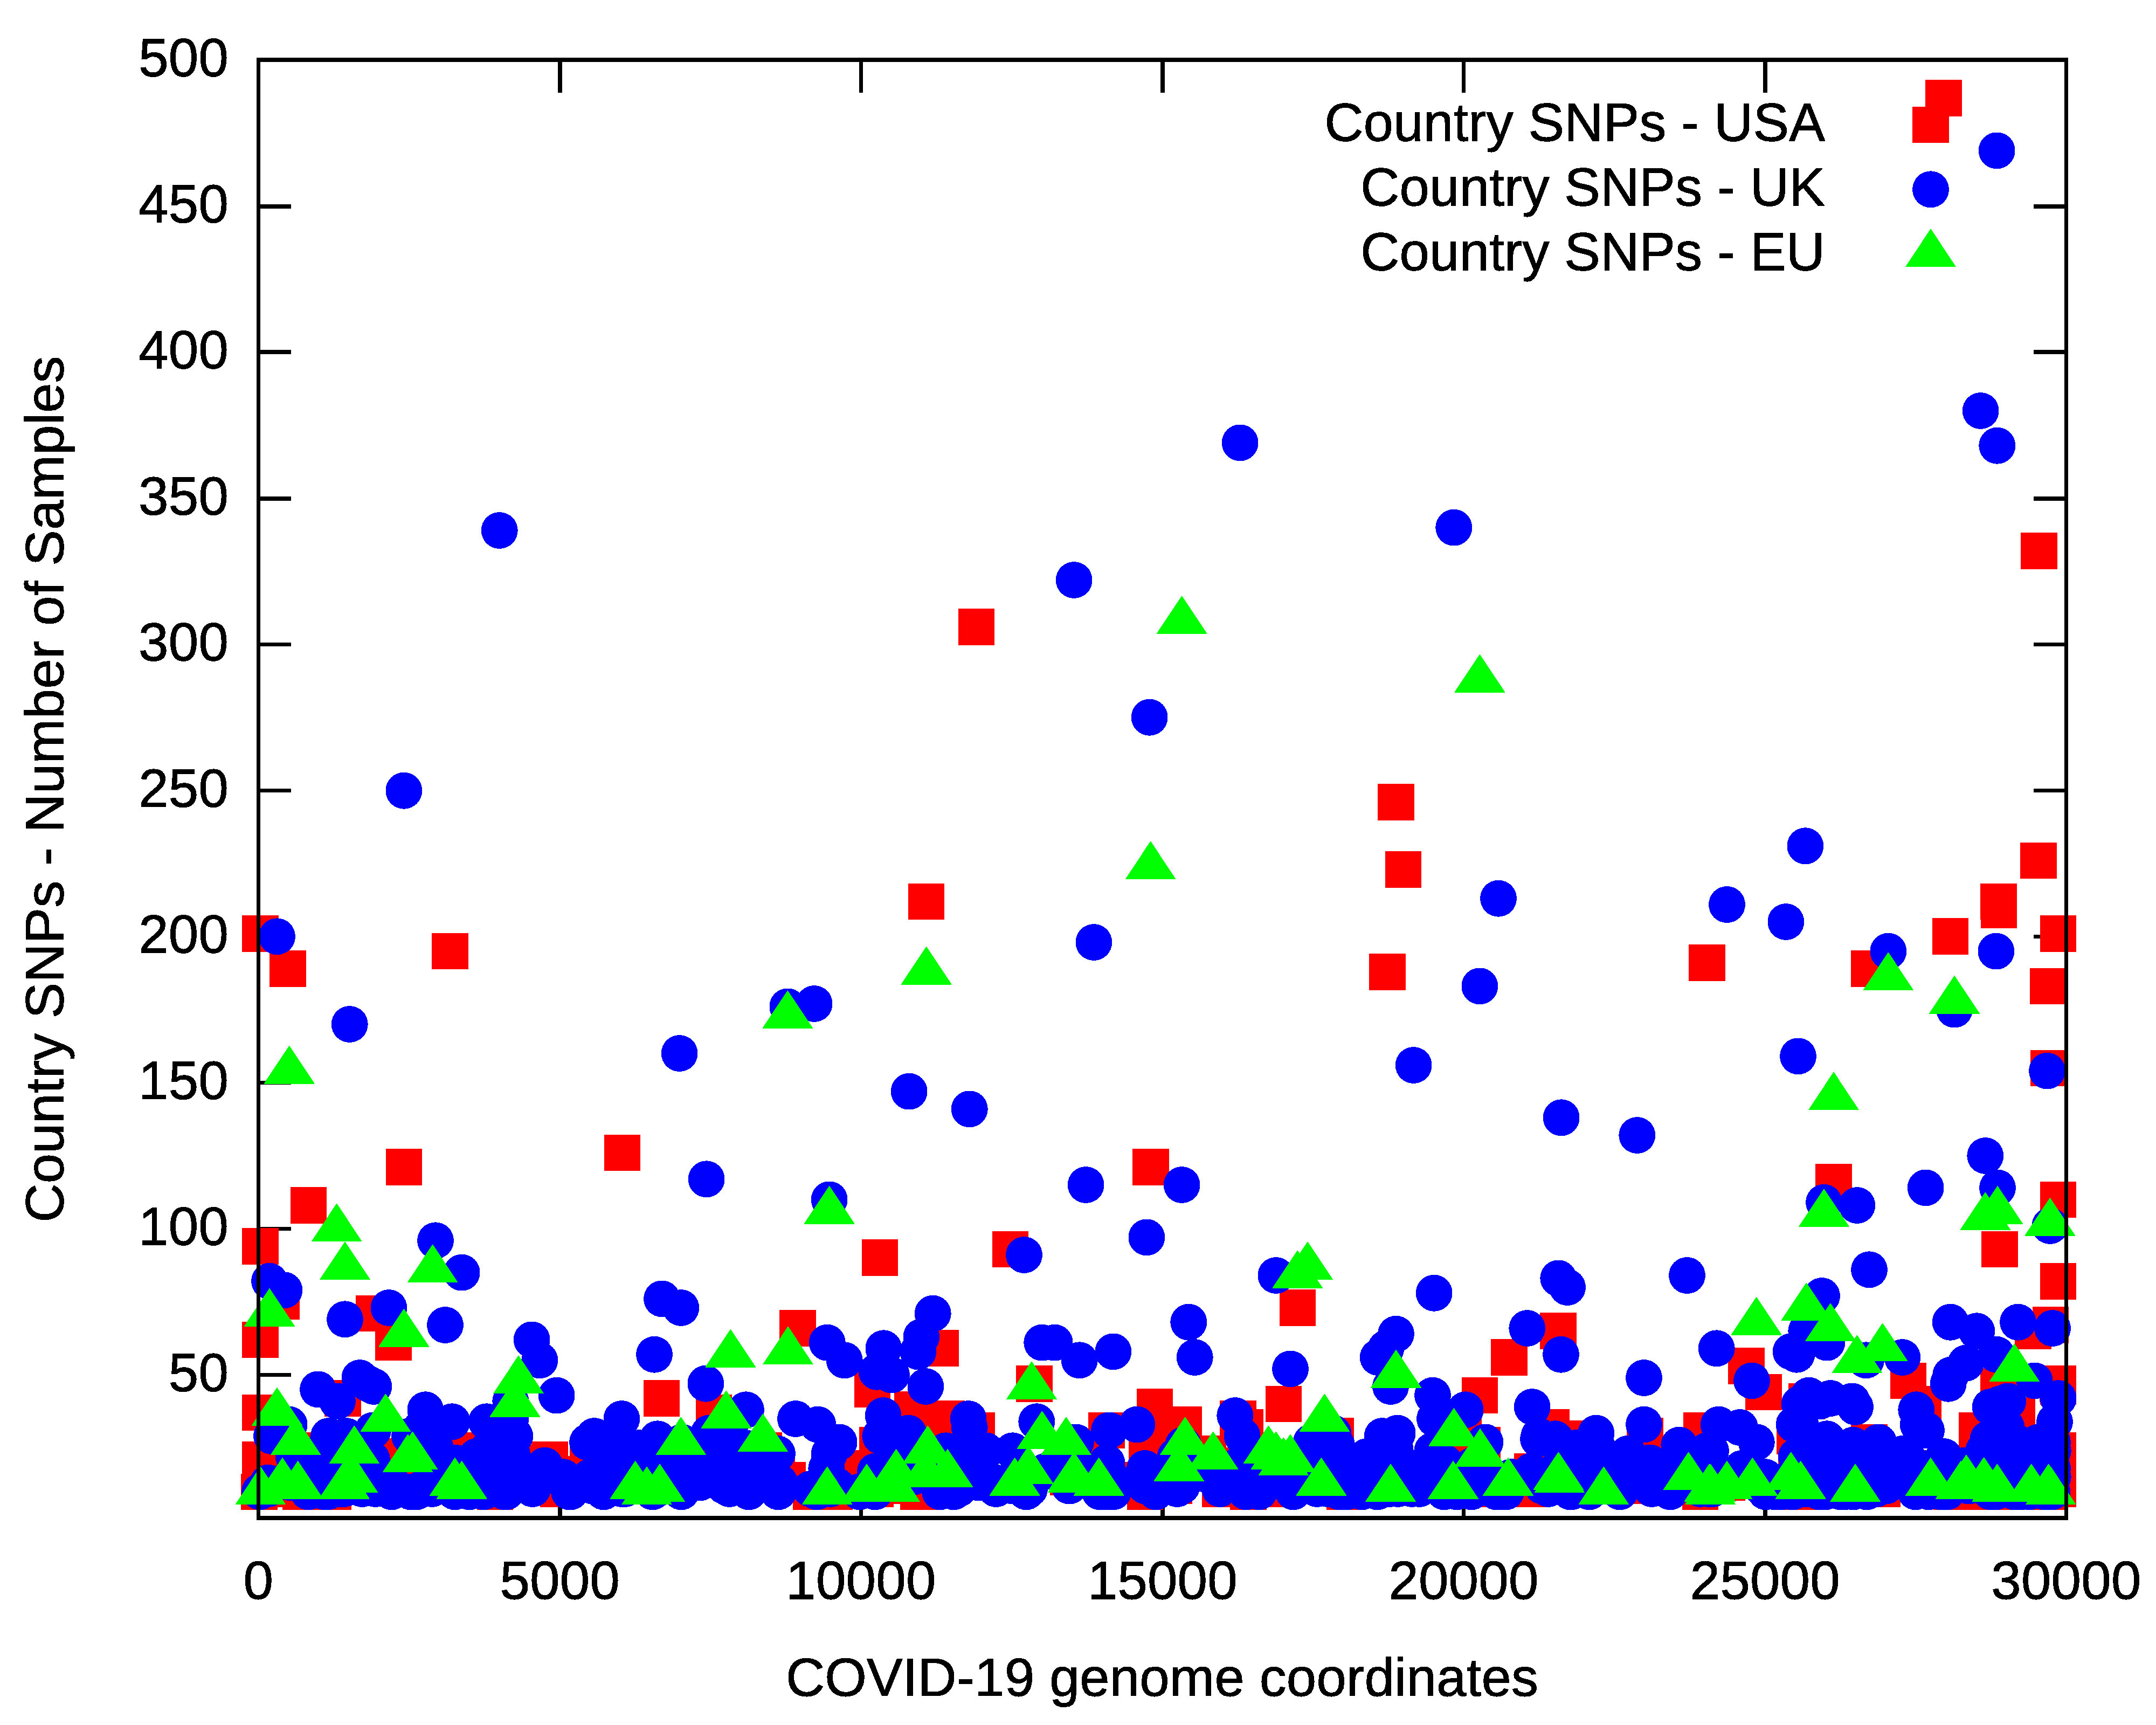 500
450
400
350
300
250
200
150
100
50
Country SNPs - Number of Samples
Country SNPs - USA
Country SNPs - UK
Country SNPs - EU
0 5000 10000 15000 20000 25000 30000
COVID-19 genome coordinates